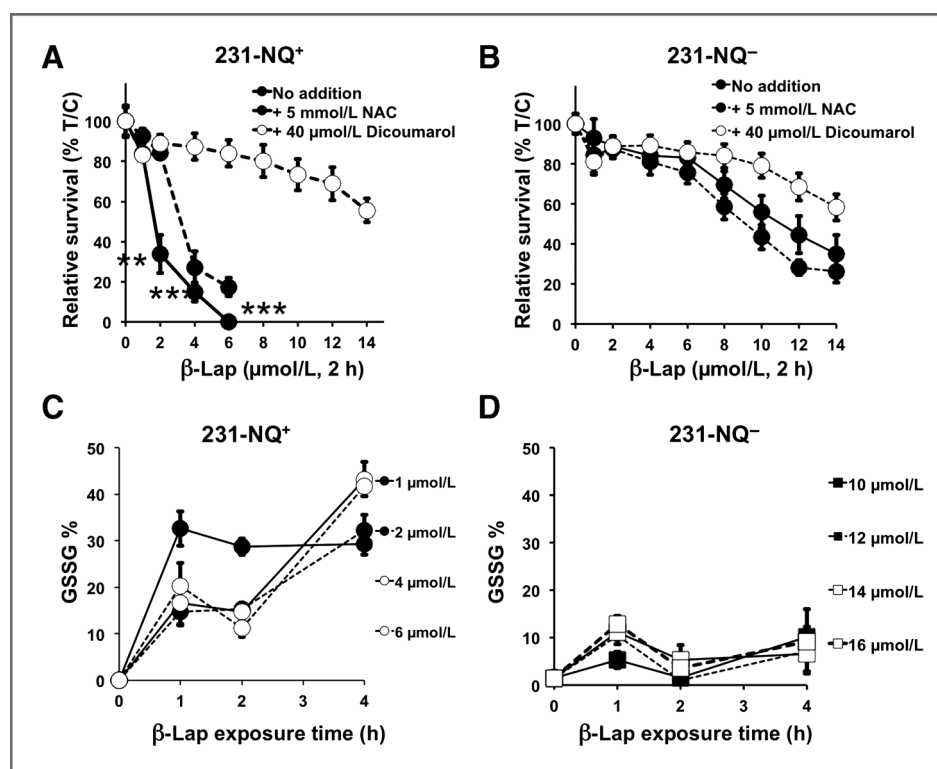 A
231-NQ+
No addition
+ 5 mmol/L NAC
+ 40 µmol/L Dicoumarol
Relative survival (% T/C)
100
80
60
40
20
0
**
***
***
0 2 4 6 8 10 12 14
β-Lap (µmol/L, 2 h)
B
231-NQ–
No addition
+ 5 mmol/L NAC
+ 40 µmol/L Dicoumarol
Relative survival (% T/C)
100
80
60
40
20
0
0 2 4 6 8 10 12 14
β-Lap (µmol/L, 2 h)
C
231-NQ+
GSSG %
50
40
30
20
10
0
1 µmol/L
2 µmol/L
4 µmol/L
6 µmol/L
0 1 2 3 4
β-Lap exposure time (h)
D
231-NQ–
GSSG %
50
40
30
20
10
0
10 µmol/L
12 µmol/L
14 µmol/L
16 µmol/L
0 1 2 3 4
β-Lap exposure time (h)